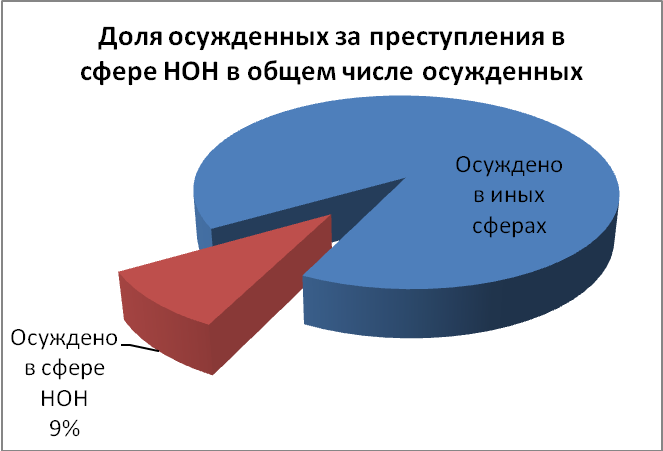 Доля осужденных за преступления в
сфере НОН в общем числе осужденных
Осуждено
в иных
сферах
Осуждено
в сфере
НОН
9%